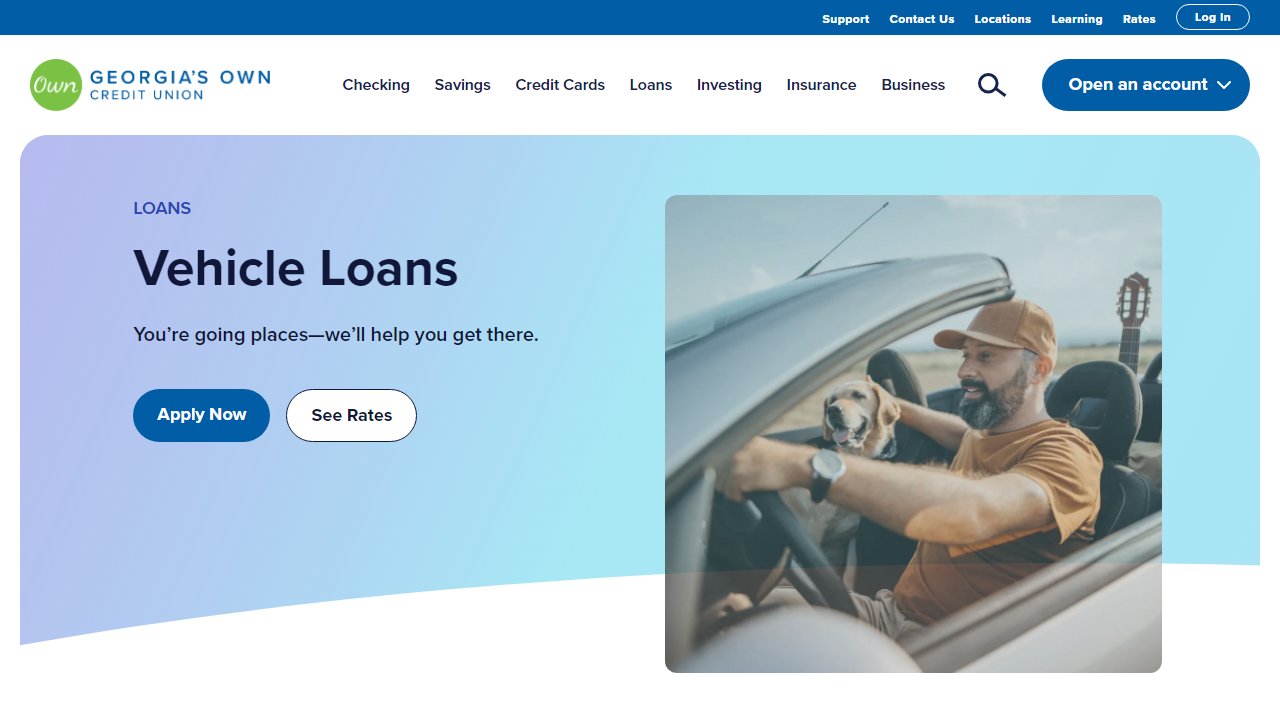 Support Contact Us Locations Learning Rates Log In
Own GEORGIA'S OWN
CREDIT UNION
Checking Savings Credit Cards Loans Investing Insurance Business Open an account
LOANS
Vehicle Loans
You're going places—we'll help you get there.
Apply Now See Rates